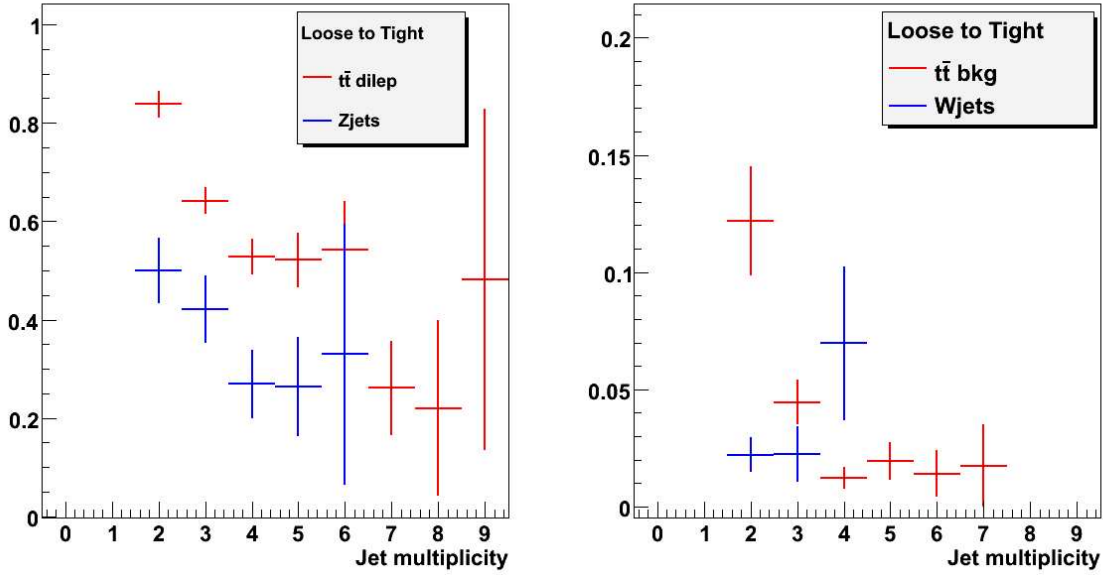 Loose to Tight
tt̄ dilep
Zjets
1
0.8
0.6
0.4
0.2
0
0 1 2 3 4 5 6 7 8 9
Jet multiplicity
Loose to Tight
tt̄ bkg
Wjets
0.2
0.15
0.1
0.05
0
0 1 2 3 4 5 6 7 8 9
Jet multiplicity